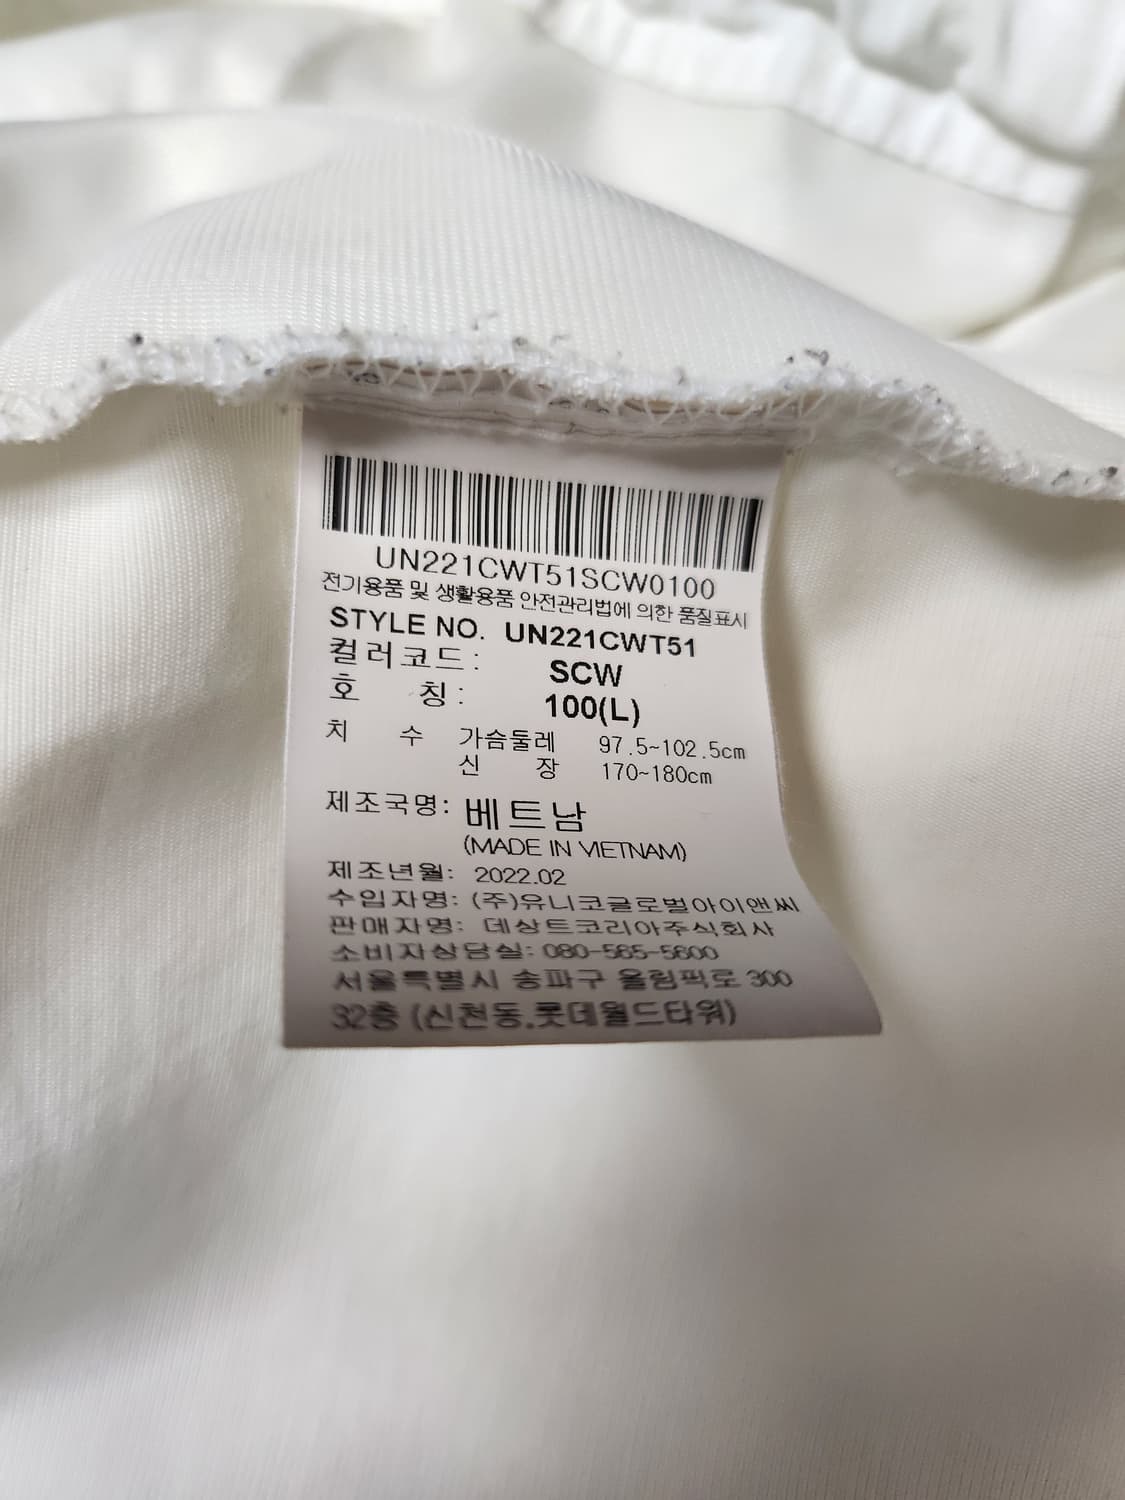 UN221CWT51SCW0100
전기용품 및 생활용품 안전관리법에 의한 품질표시
STYLE NO. UN221CWT51
컬러코드: SCW
호 칭: 100(L)
치 수 가슴둘레 97.5~102.5cm
신 장 170~180cm
제조국명: 베트남
(MADE IN VIETNAM)
제조년월: 2022.02
수입자명: (주)유니코글로벌아이앤씨
판매자명: 데상트코리아주식회사
소비자상담실: 080-565-5600
서울특별시 송파구 올림픽로 300
32층 (신천동,롯데월드타워)